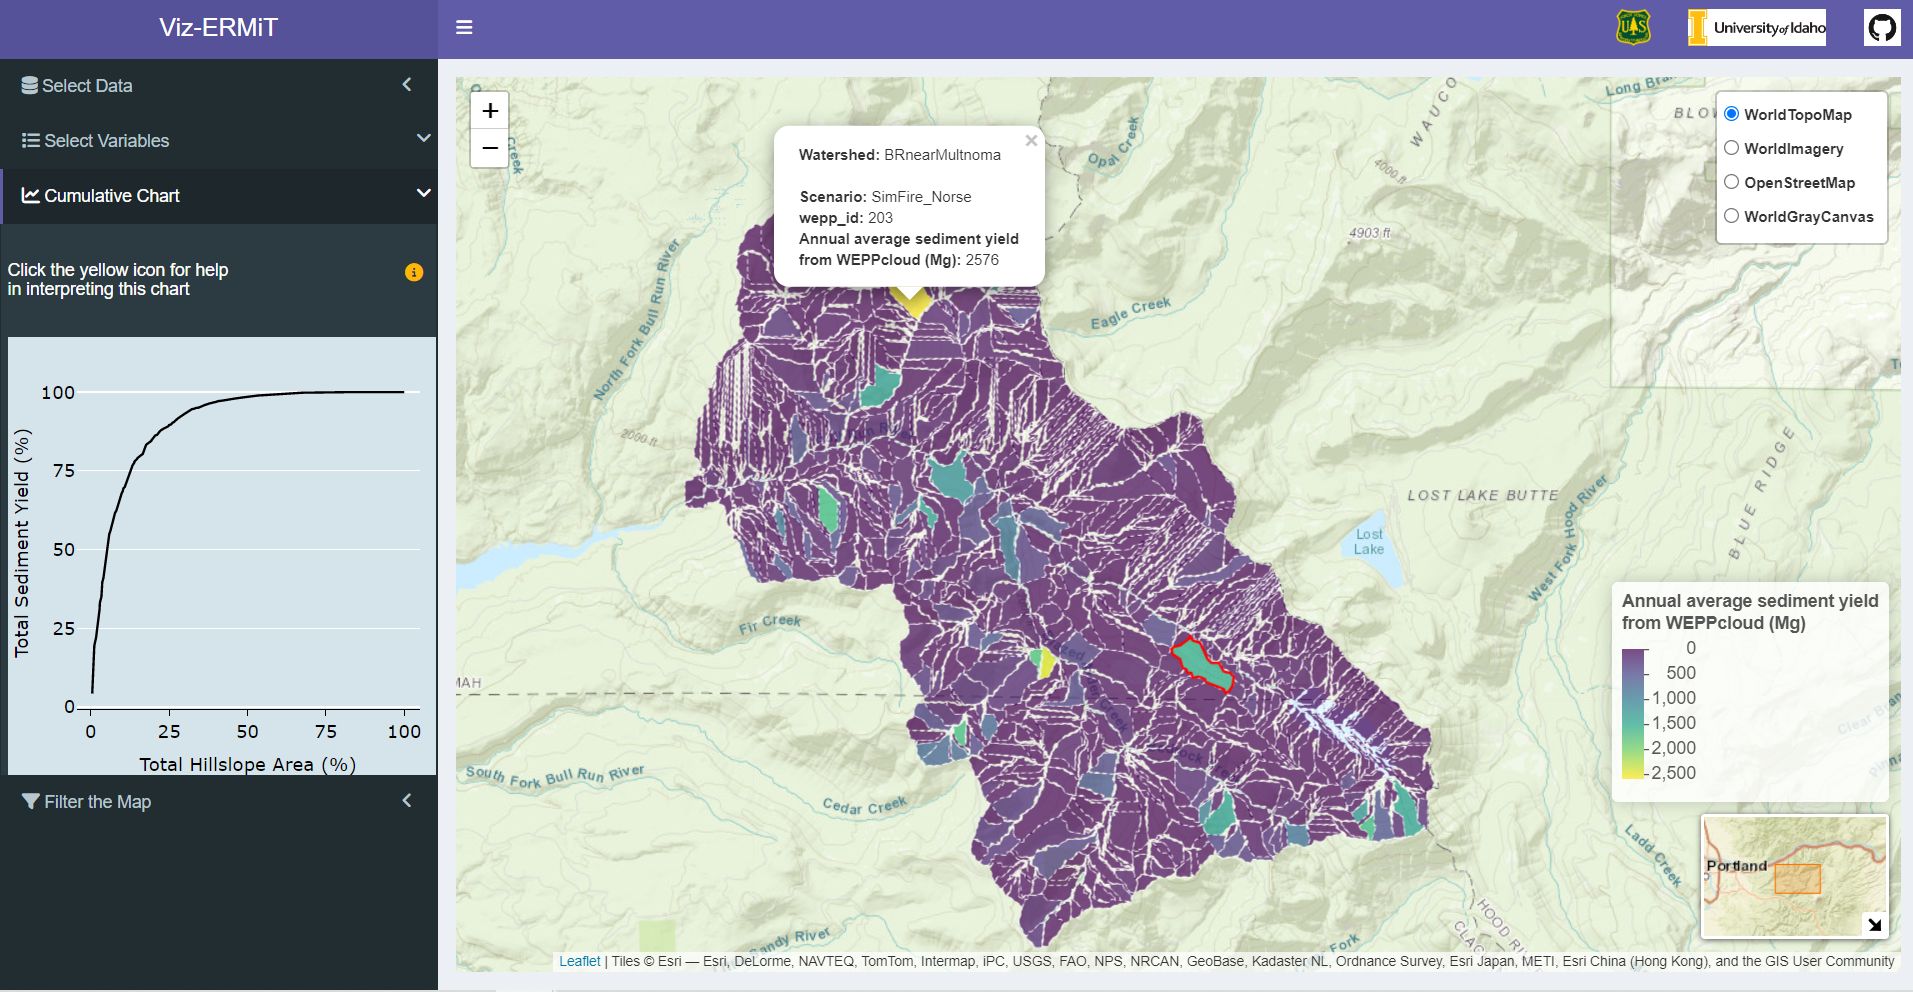 Viz-ERMiT
University of Idaho
Select Data
Select Variables
Cumulative Chart
Click the yellow icon for help
in interpreting this chart
Total Sediment Yield (%)
100
75
50
25
0
0 25 50 75 100
Total Hillslope Area (%)
Filter the Map
+
−
Watershed: BRnearMultnoma
×
Scenario: SimFire_Norse
wepp_id: 203
Annual average sediment yield
from WEPPcloud (Mg): 2576
WorldTopoMap
WorldImagery
OpenStreetMap
WorldGrayCanvas
Creek
Opal Creek
WAUCO
4000 ft
Long Bra
BLO
4903 ft
North Fork Bull Run River
Eagle Creek
2000 ft
LOST LAKE BUTTE
Lost
Lake
West Fork Hood River
BLUE RIDGE
Fir Creek
MAH
South Fork Bull Run River
Cedar Creek
Sandy River
Fork
HOOD RI
CLAC
Ladd Creek
Clear Bran
Annual average sediment yield
from WEPPcloud (Mg)
0
500
1,000
1,500
2,000
2,500
Portland
Leaflet | Tiles © Esri — Esri, DeLorme, NAVTEQ, TomTom, Intermap, iPC, USGS, FAO, NPS, NRCAN, GeoBase, Kadaster NL, Ordnance Survey, Esri Japan, METI, Esri China (Hong Kong), and the GIS User Community